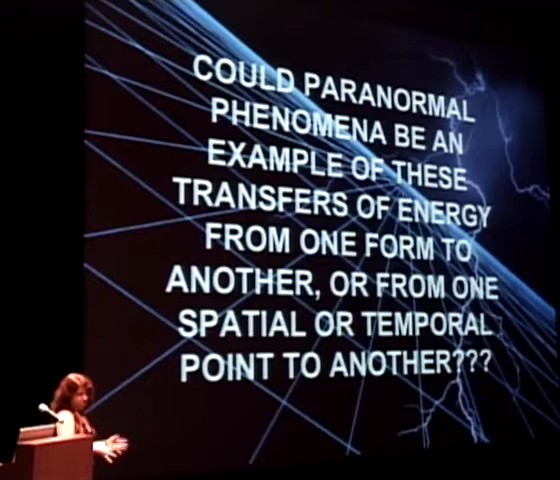 COULD PARANORMAL
PHENOMENA BE AN
EXAMPLE OF THESE
TRANSFERS OF ENERGY
FROM ONE FORM TO
ANOTHER, OR FROM ONE
SPATIAL OR TEMPORAL
POINT TO ANOTHER???